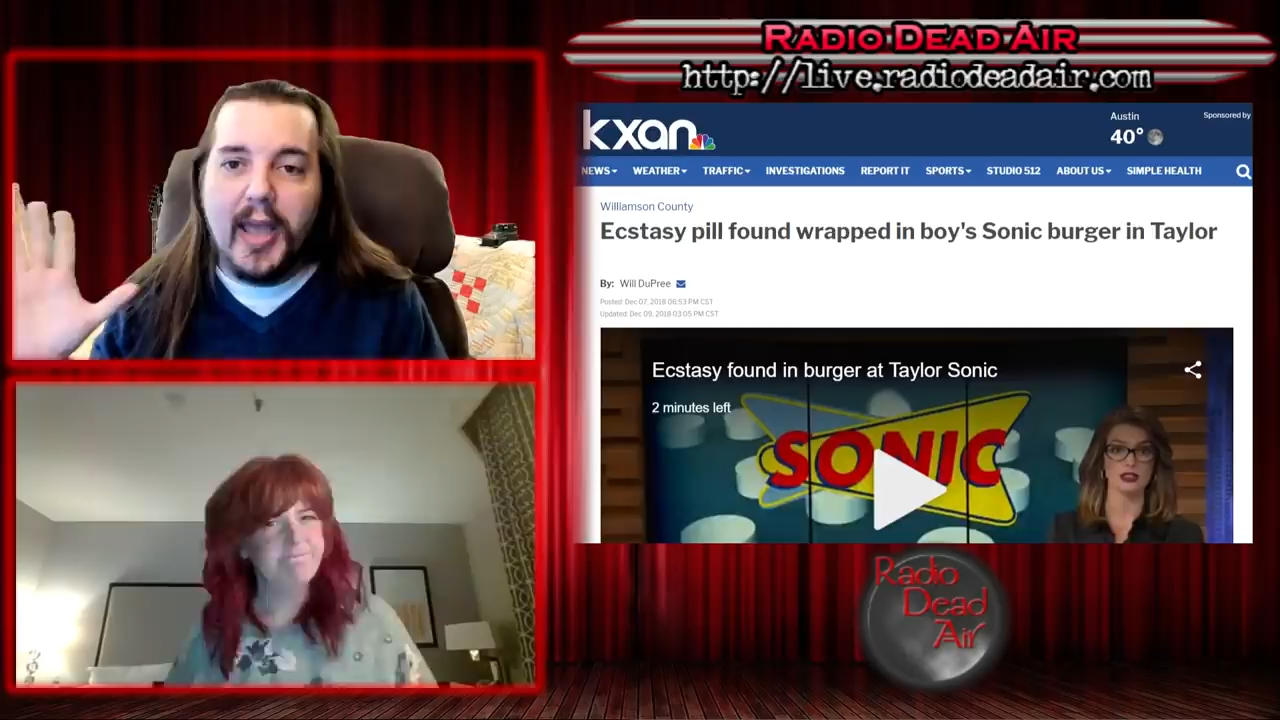 RADIO DEAD AIR
http://live.radiodeadair.com
kxan
Austin
40°
Sponsored by
NEWS WEATHER TRAFFIC INVESTIGATIONS REPORT IT SPORTS STUDIO 512 ABOUT US SIMPLE HEALTH
Williamson County
Ecstasy pill found wrapped in boy's Sonic burger in Taylor
By: Will DuPree
Posted: Dec 07, 2018 06:53 PM CST
Updated: Dec 09, 2018 03:05 PM CST
Ecstasy found in burger at Taylor Sonic
2 minutes left
SONIC
Radio
Dead
Air